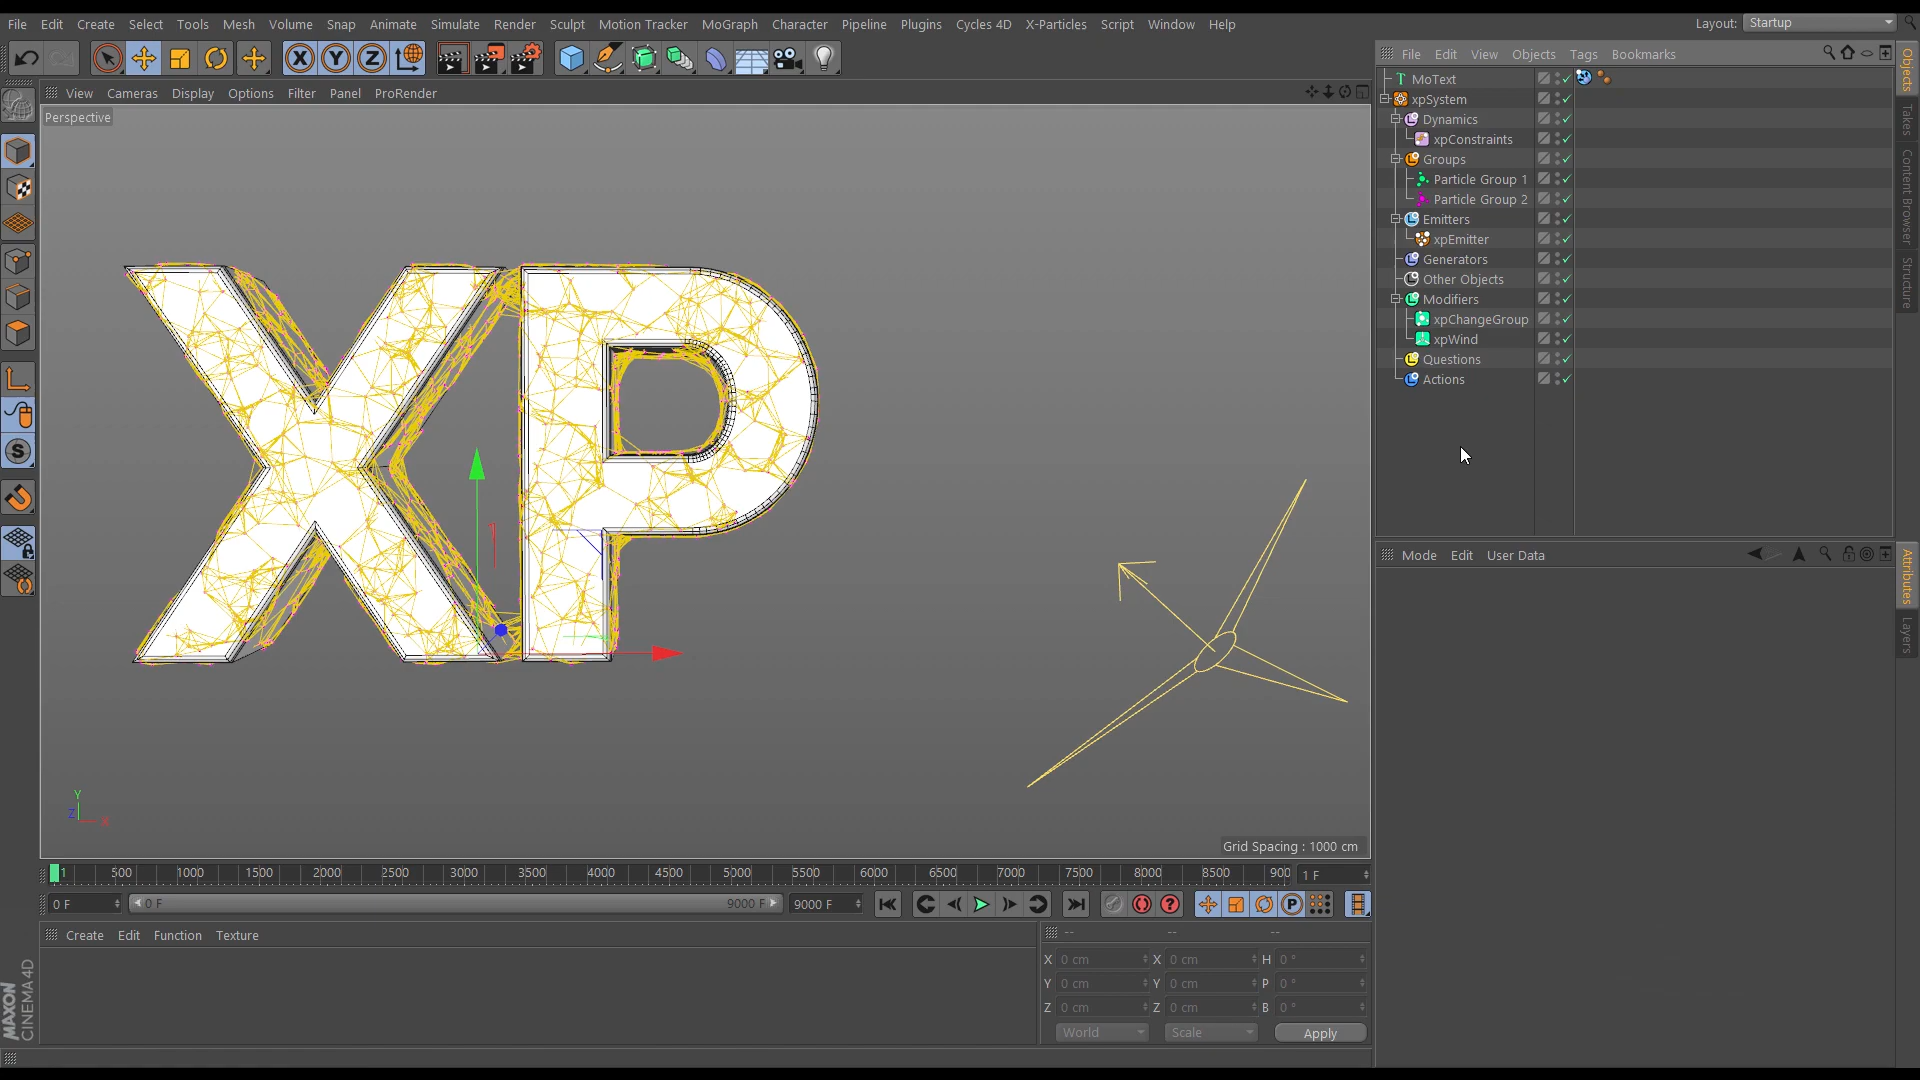 File Edit Create Select Tools Mesh Volume Snap Animate Simulate Render Sculpt Motion Tracker MoGraph Character Pipeline Plugins Cycles 4D X-Particles Script Window Help
Layout: Startup
File Edit View Objects Tags Bookmarks
View Cameras Display Options Filter Panel ProRender
Perspective
XP
MoText
xpSystem
Dynamics
xpConstraints
Groups
Particle Group 1
Particle Group 2
Emitters
xpEmitter
Generators
Other Objects
Modifiers
xpChangeGroup
xpWind
Questions
Actions
Objects
Takes
Content Browser
Structure
Mode Edit User Data
Attributes
Layers
Y
Z X
Grid Spacing : 1000 cm
1 500 1000 1500 2000 2500 3000 3500 4000 4500 5000 5500 6000 6500 7000 7500 8000 8500 900 1 F
0 F 0 F 9000 F 9000 F
Create Edit Function Texture
-- -- --
X 0 cm X 0 cm H 0 °
Y 0 cm Y 0 cm P 0 °
Z 0 cm Z 0 cm B 0 °
World Scale Apply
MAXON
CINEMA 4D